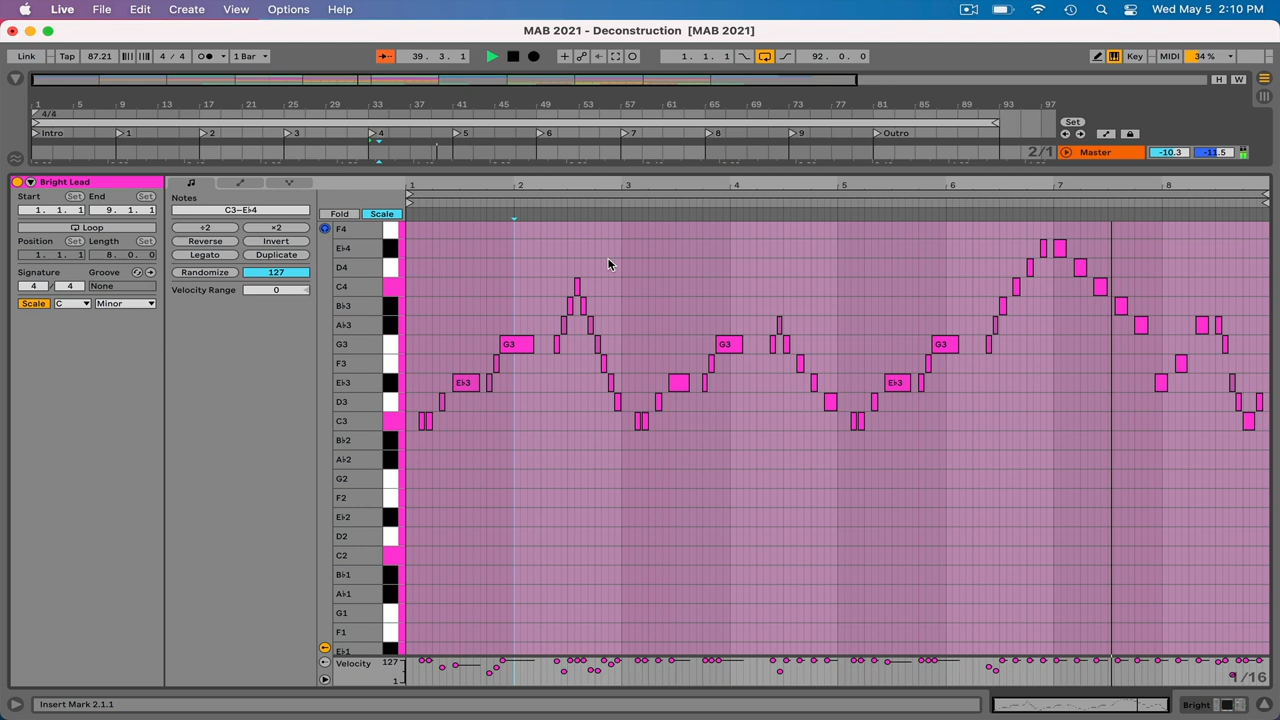 Live File Edit Create View Options Help Wed May 5 2:10 PM
MAB 2021 - Deconstruction [MAB 2021]
Link Tap 87.21 4 / 4 1 Bar 39. 3. 1 1. 1. 1 92. 0. 0 Key MIDI 34 %
H W
1 5 9 13 17 21 25 29 33 37 41 45 49 53 57 61 65 69 73 77 81 85 89 93 97
4/4 Set
Intro 1 2 3 4 5 6 7 8 9 Outro
2/1 Master -10.3 -11.5
Bright Lead
1 2 3 4 5 6 7 8
Start Set End Set
1. 1. 1 9. 1. 1
Loop
Position Set Length Set
1. 1. 1 8. 0. 0
Signature Groove
4 / 4 None
Scale C Minor
Notes
C3–E♭4
÷2 ×2
Reverse Invert
Legato Duplicate
Randomize 127
Velocity Range 0
Fold Scale
F4
E♭4
D4
C4
B♭3
A♭3
G3 G3 G3 G3
F3
E♭3 E♭3 E♭3
D3
C3
B♭2
A♭2
G2
F2
E♭2
D2
C2
B♭1
A♭1
G1
F1
E♭1
Velocity 127
1
1/16
Insert Mark 2.1.1
Bright